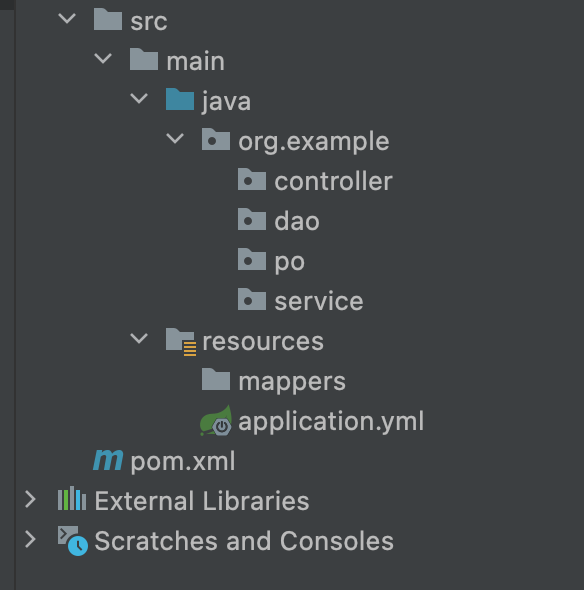 src
main
java
org.example
controller
dao
po
service
resources
mappers
application.yml
pom.xml
External Libraries
Scratches and Consoles